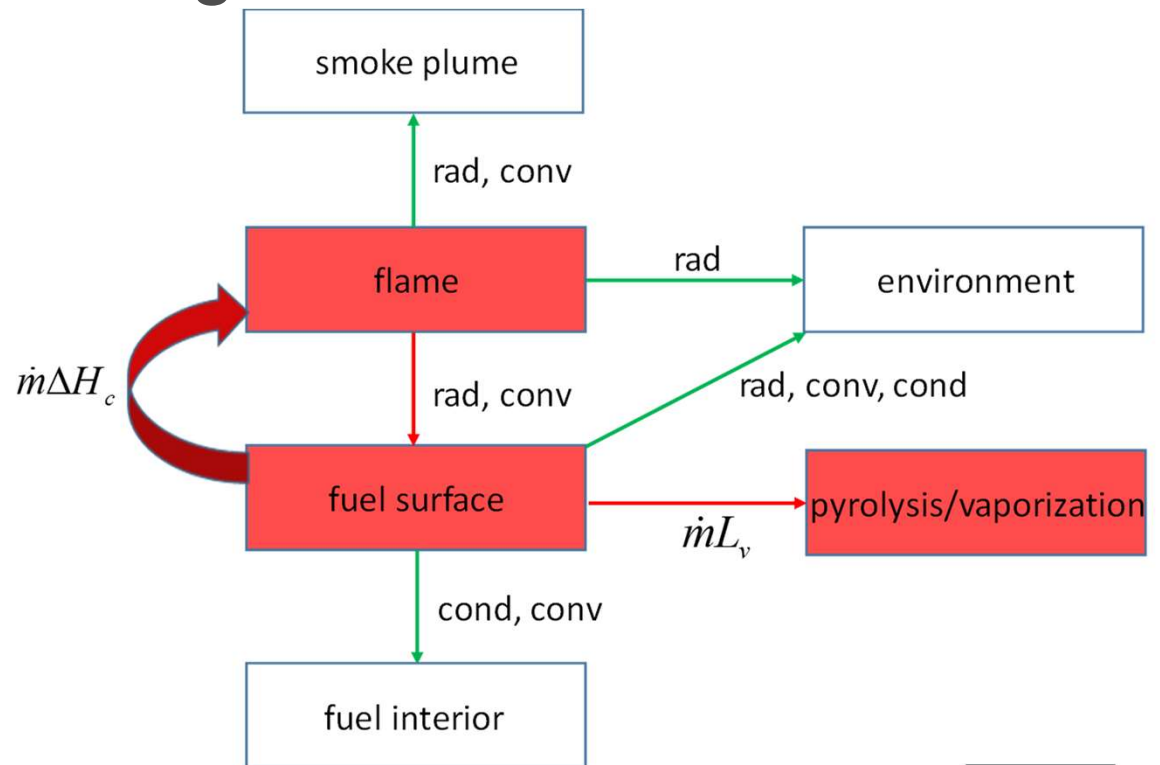 smoke plume
rad, conv
flame
rad
environment
ṁΔH_c
rad, conv
rad, conv, cond
fuel surface
pyrolysis/vaporization
ṁL_v
cond, conv
fuel interior